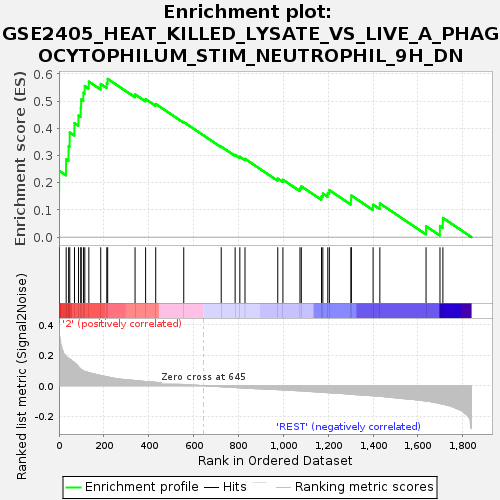 Enrichment plot:
GSE2405_HEAT_KILLED_LYSATE_VS_LIVE_A_PHAG
OCYTOPHILUM_STIM_NEUTROPHIL_9H_DN
Enrichment score (ES)
0.6
0.5
0.4
0.3
0.2
0.1
0.0
Ranked list metric (Signal2Noise)
'2' (positively correlated)
0.4
0.2
0.0
-0.2
Zero cross at 645
'REST' (negatively correlated)
0 200 400 600 800 1,000 1,200 1,400 1,600 1,800
Rank in Ordered Dataset
Enrichment profile Hits Ranking metric scores